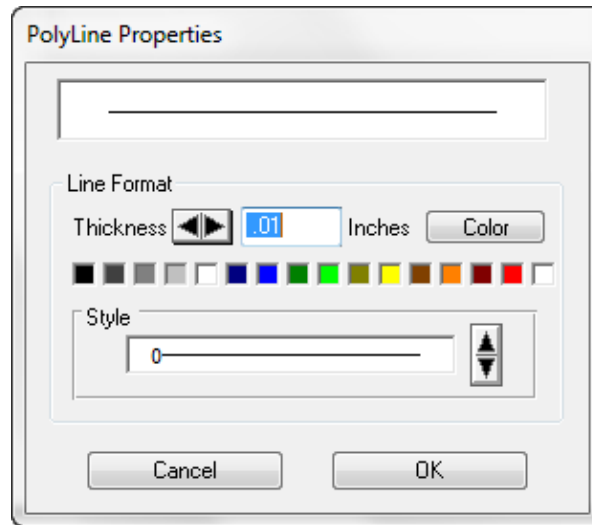 PolyLine Properties
Line Format
Thickness .01 Inches Color
Style
0
Cancel OK